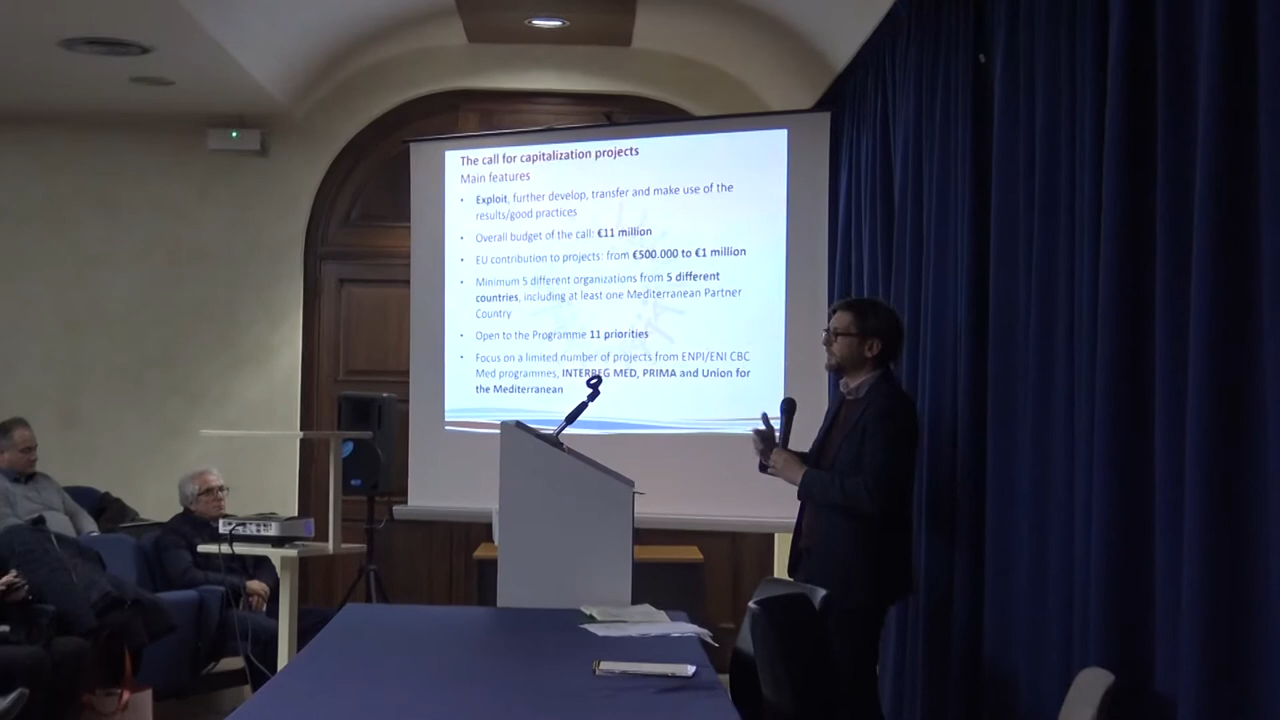 The call for capitalization projects
Main features
• Exploit, further develop, transfer and make use of the
results/good practices
• Overall budget of the call: €11 million
• EU contribution to projects: from €500.000 to €1 million
• Minimum 5 different organizations from 5 different
countries, including at least one Mediterranean Partner
Country
• Open to the Programme 11 priorities
• Focus on a limited number of projects from ENPI/ENI CBC
Med programmes, INTERREG MED, PRIMA and Union for
the Mediterranean